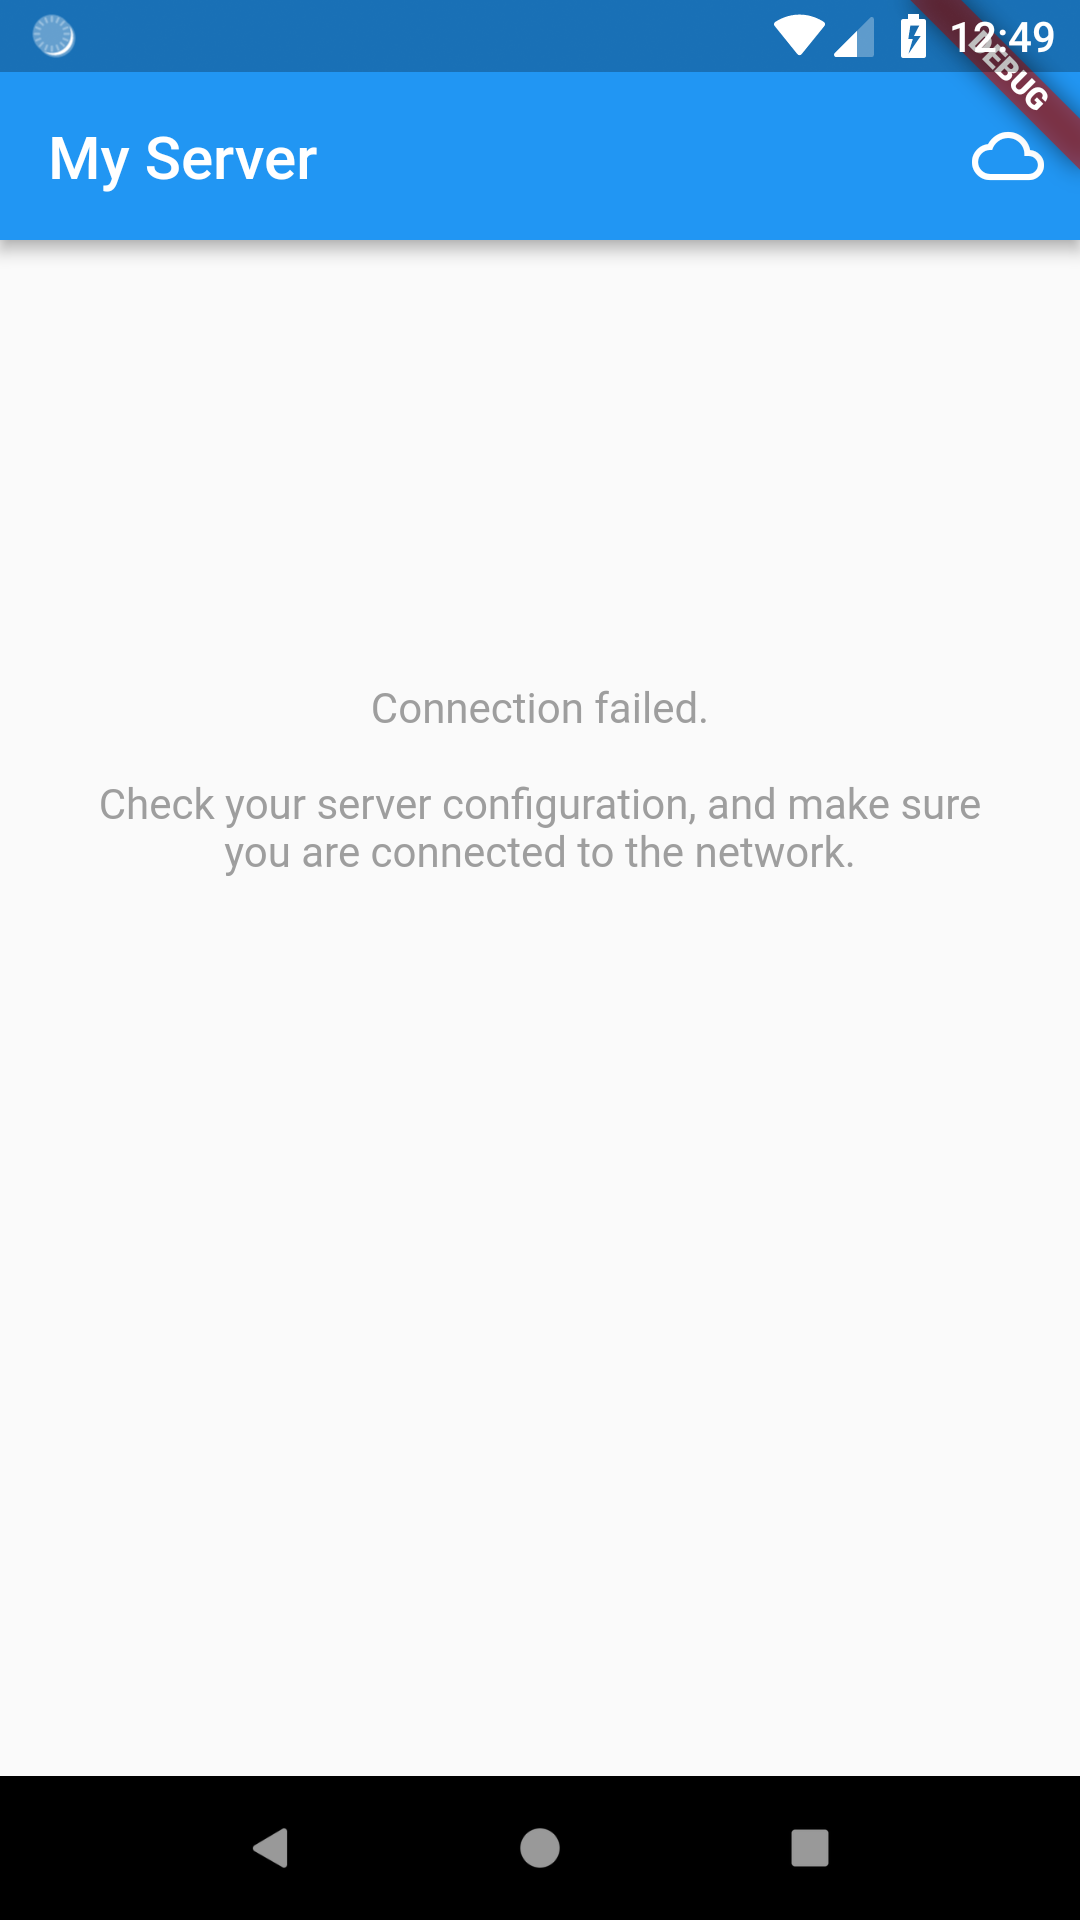 12:49
DEBUG
My Server
Connection failed.
Check your server configuration, and make sure
you are connected to the network.